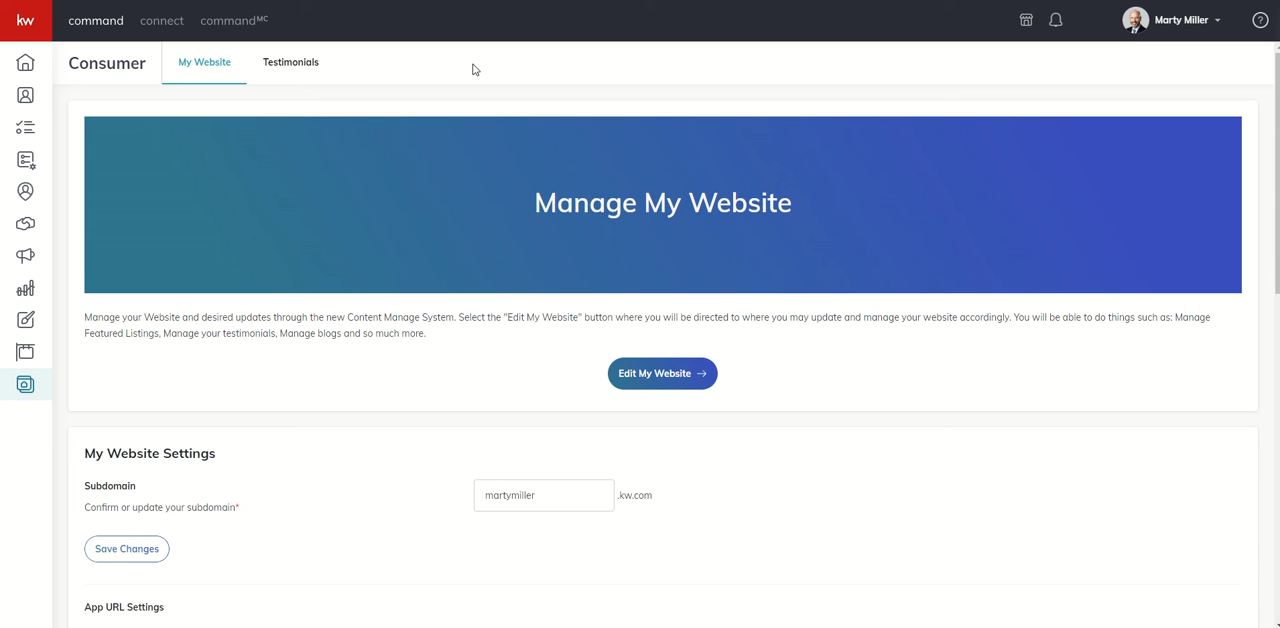 kw command connect command MC Marty Miller ?
Consumer My Website Testimonials
Manage My Website
Manage your Website and desired updates through the new Content Manage System. Select the "Edit My Website" button where you will be directed to where you may update and manage your website accordingly. You will be able to do things such as: Manage
Featured Listings, Manage your testimonials, Manage blogs and so much more.
Edit My Website →
My Website Settings
Subdomain
Confirm or update your subdomain*
martymiller .kw.com
Save Changes
App URL Settings